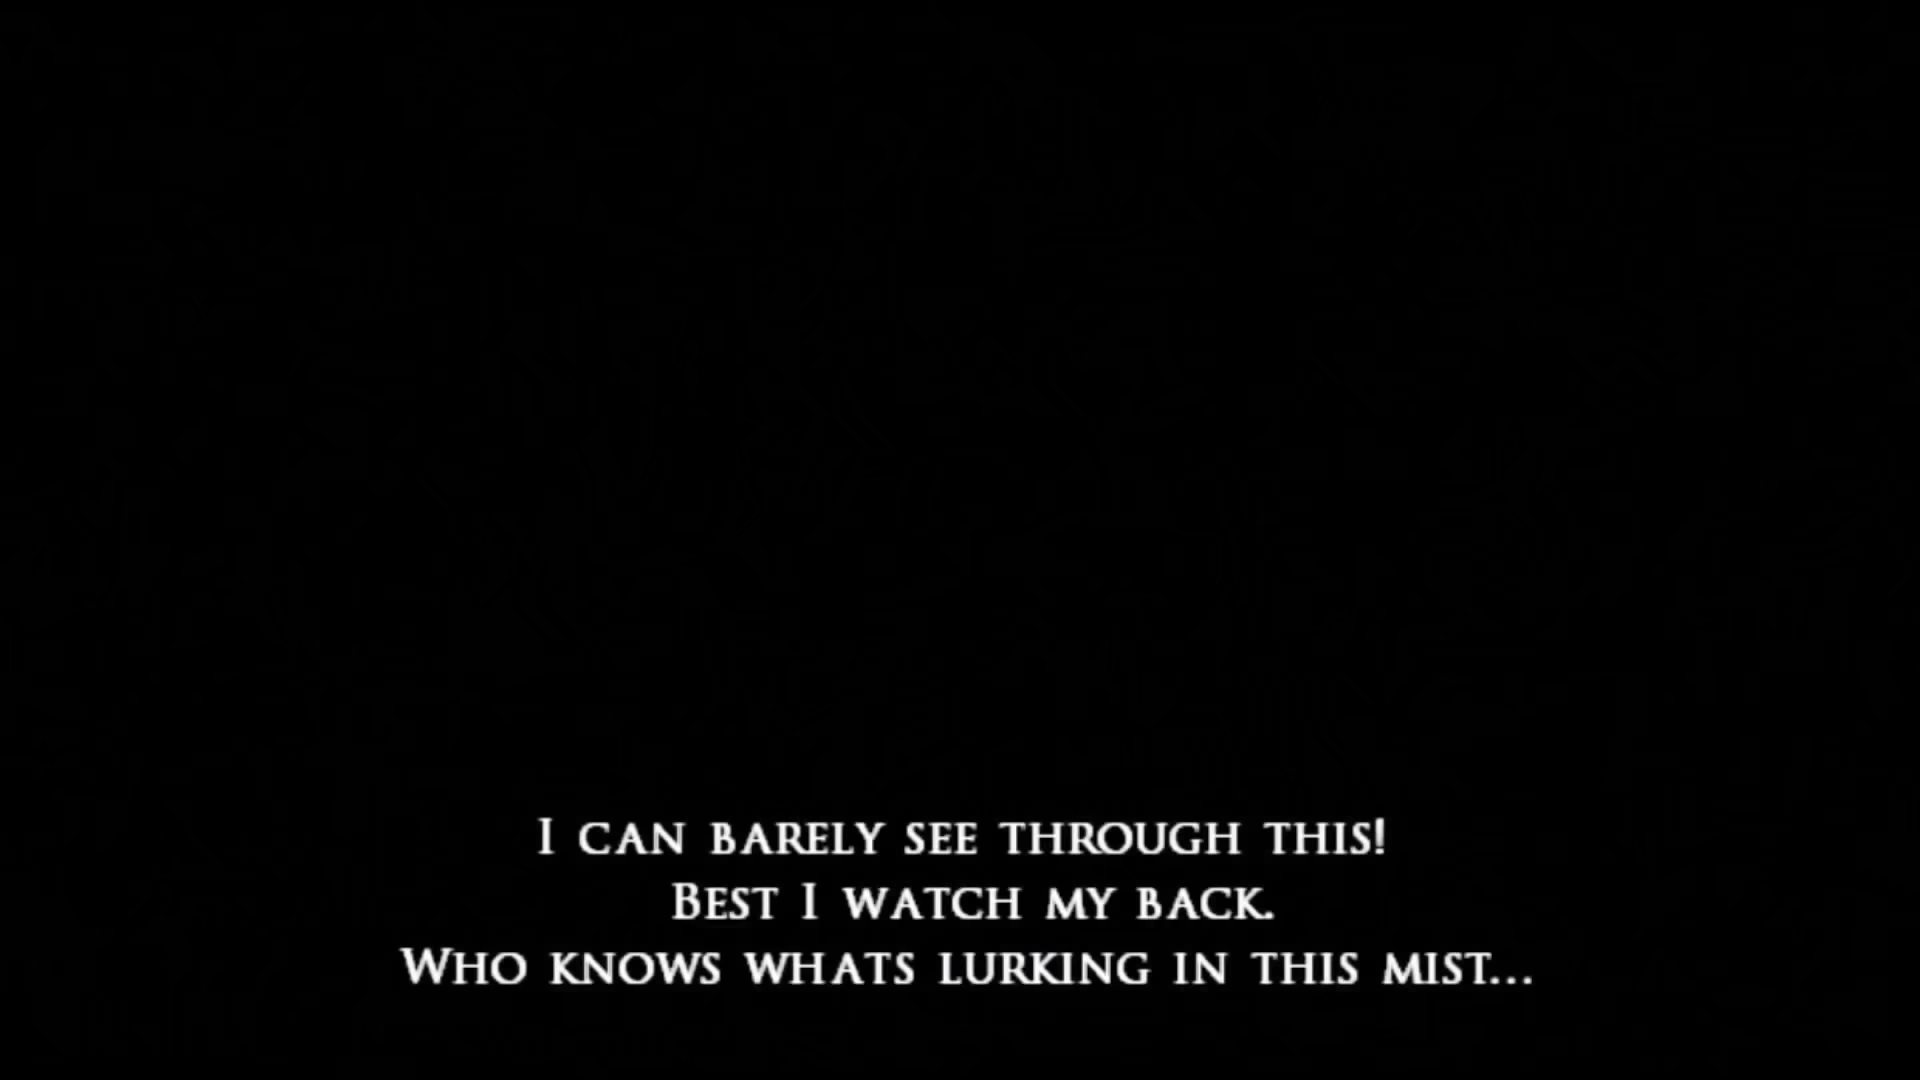 I can barely see through this!
Best I watch my back.
Who knows whats lurking in this mist...